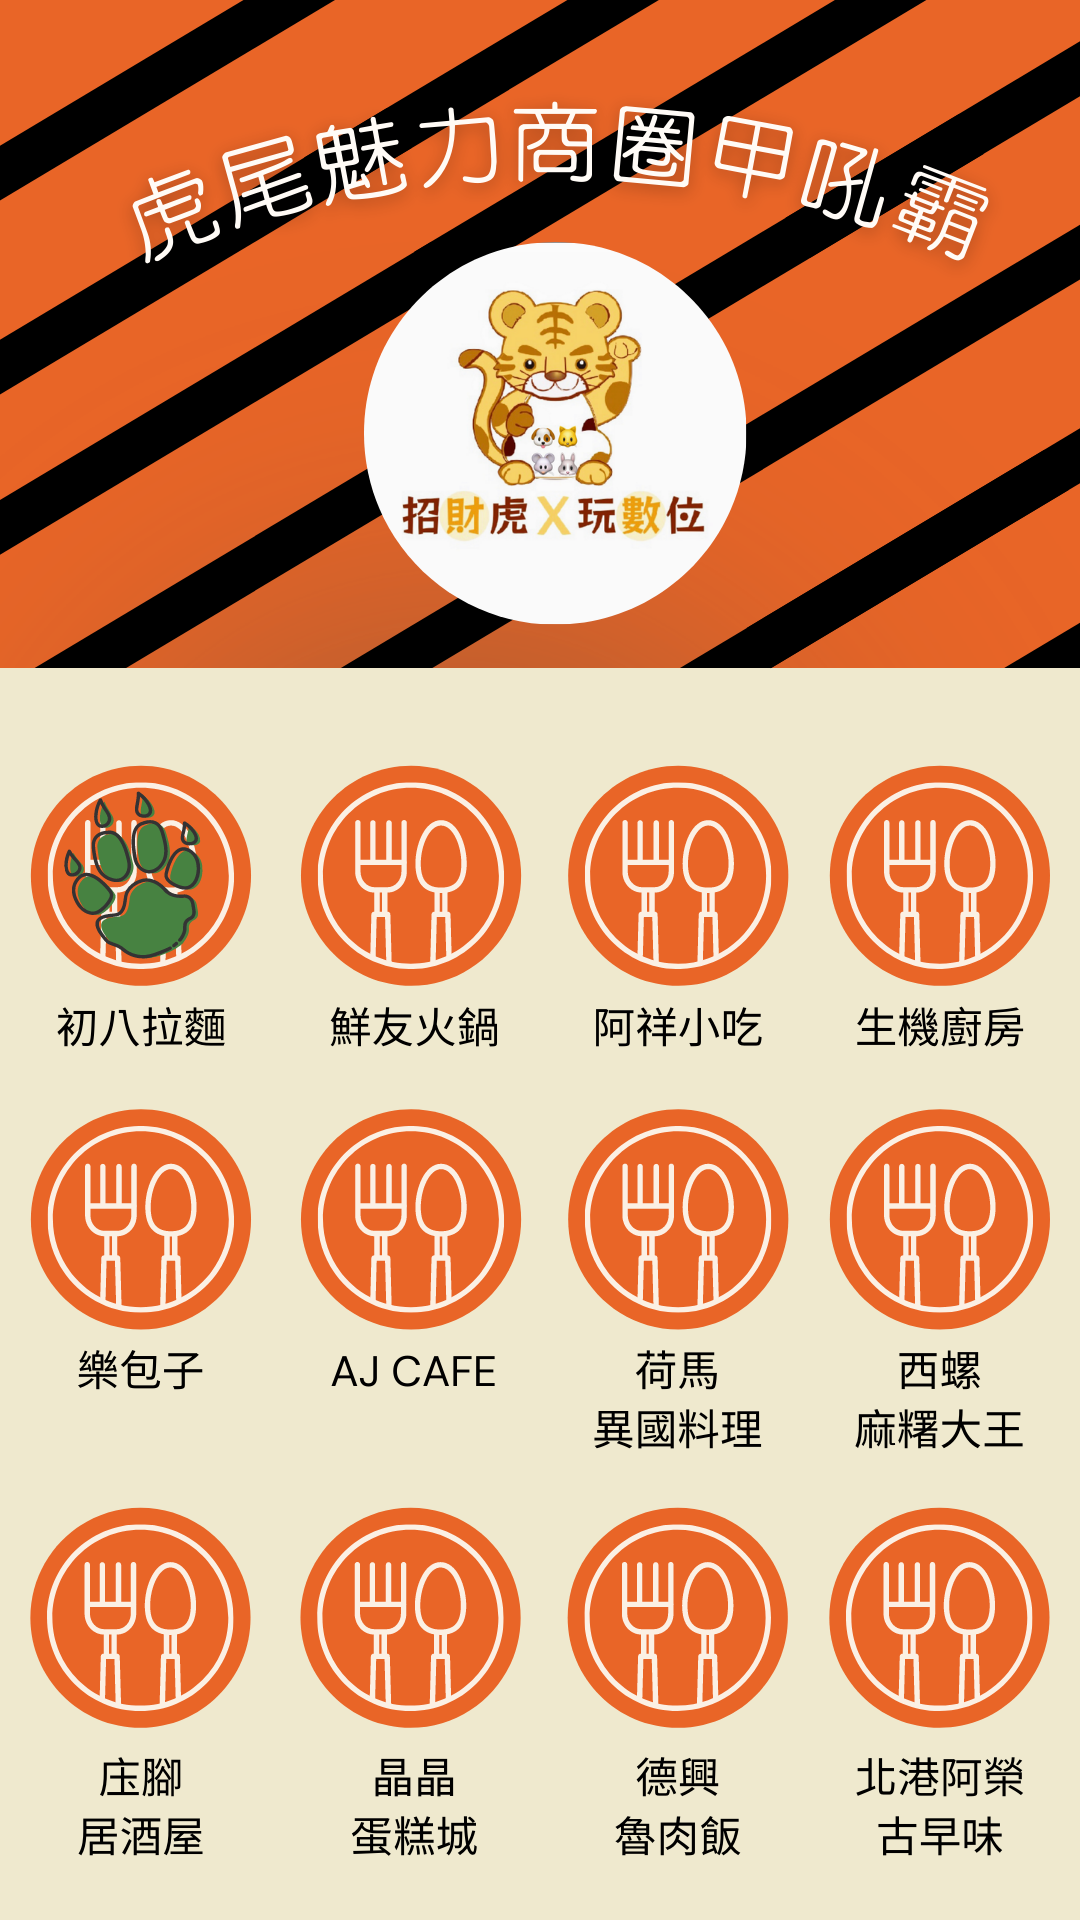 虎尾魅力商圈甲吼霸
招財虎X玩數位
初八拉麵
鮮友火鍋
阿祥小吃
生機廚房
樂包子
AJ CAFE
荷馬
異國料理
西螺
麻糬大王
庄腳
居酒屋
晶晶
蛋糕城
德興
魯肉飯
北港阿榮
古早味